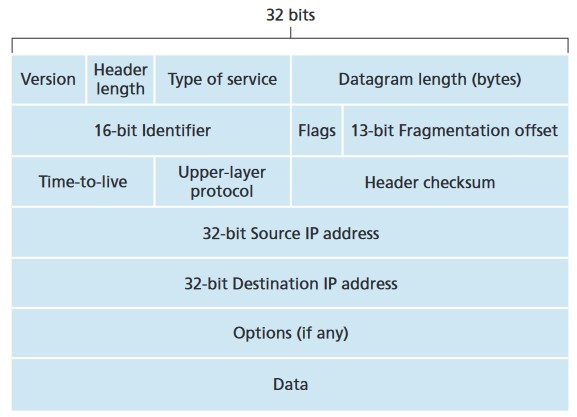 32 bits
Version
Header
length
Type of service
Datagram length (bytes)
16-bit Identifier
Flags
13-bit Fragmentation offset
Time-to-live
Upper-layer
protocol
Header checksum
32-bit Source IP address
32-bit Destination IP address
Options (if any)
Data